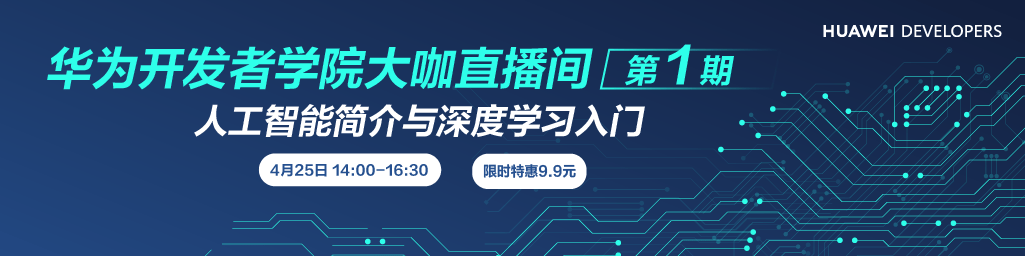 HUAWEI DEVELOPERS
华为开发者学院大咖直播间 第1期
人工智能简介与深度学习入门
4月25日 14:00-16:30 限时特惠9.9元